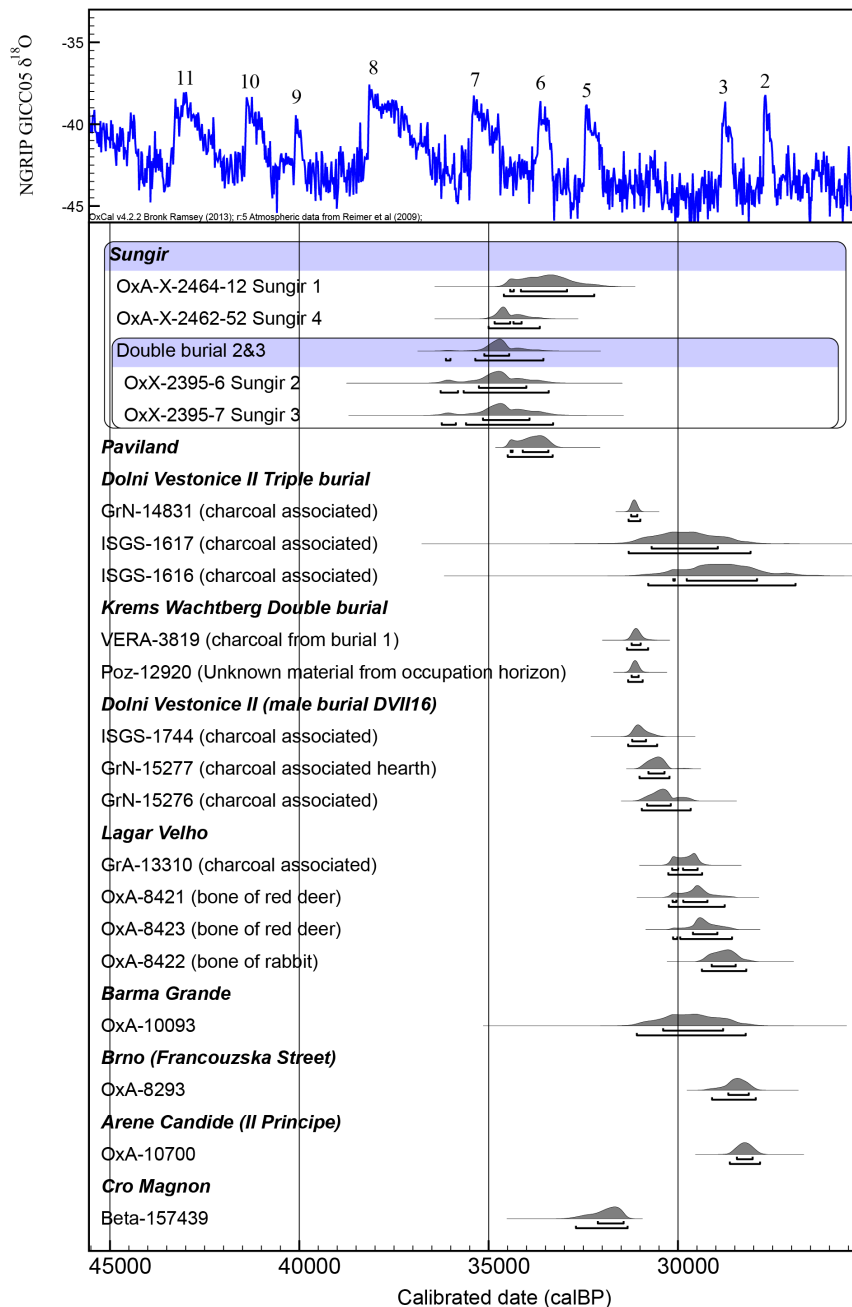 NGRIP GICC05 δ18O
-35
-40
-45
11 10 9 8 7 6 5 3 2
OxCal v4.2.2 Bronk Ramsey (2013); r:5 Atmospheric data from Reimer et al (2009);
Sungir
OxA-X-2464-12 Sungir 1
OxA-X-2462-52 Sungir 4
Double burial 2&3
OxX-2395-6 Sungir 2
OxX-2395-7 Sungir 3
Paviland
Dolni Vestonice II Triple burial
GrN-14831 (charcoal associated)
ISGS-1617 (charcoal associated)
ISGS-1616 (charcoal associated)
Krems Wachtberg Double burial
VERA-3819 (charcoal from burial 1)
Poz-12920 (Unknown material from occupation horizon)
Dolni Vestonice II (male burial DVII16)
ISGS-1744 (charcoal associated)
GrN-15277 (charcoal associated hearth)
GrN-15276 (charcoal associated)
Lagar Velho
GrA-13310 (charcoal associated)
OxA-8421 (bone of red deer)
OxA-8423 (bone of red deer)
OxA-8422 (bone of rabbit)
Barma Grande
OxA-10093
Brno (Francouzska Street)
OxA-8293
Arene Candide (Il Principe)
OxA-10700
Cro Magnon
Beta-157439
45000 40000 35000 30000
Calibrated date (calBP)